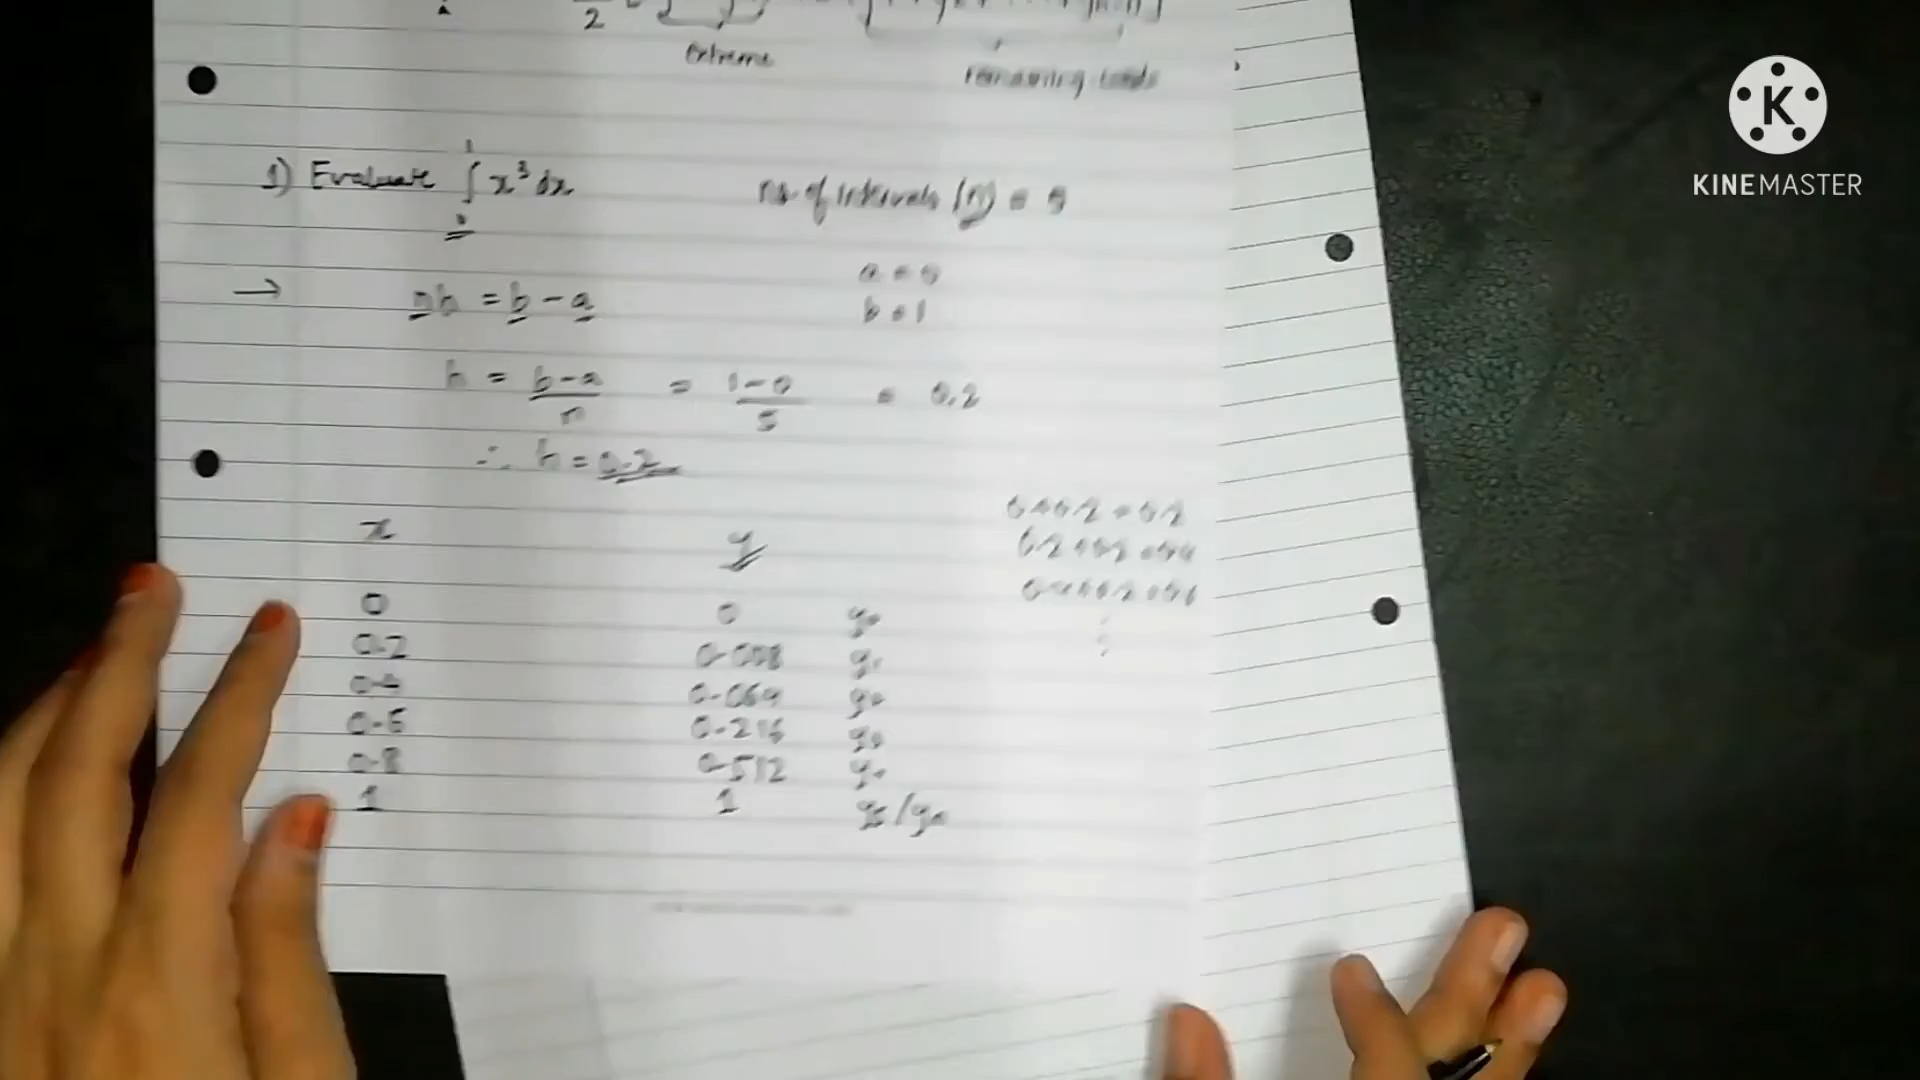 2
Extreme
remaining
K
KINEMASTER
1) Evaluate ∫ x³ dx
1
0
no. of intervals (n) = 5
→ nh = b - a
a = 0
b = 1
h = b-a / n = 1-0 / 5 = 0.2
∴ h = 0.2
x y
0+0.2=0.2
0.2+0.2=0.4
0.4+0.2=0.6
0 0 y₀
0.2 0.008 y₁
0.4 0.064 y₂
0.6 0.216 y₃
0.8 0.512 y₄
1 1 y₅/yₙ